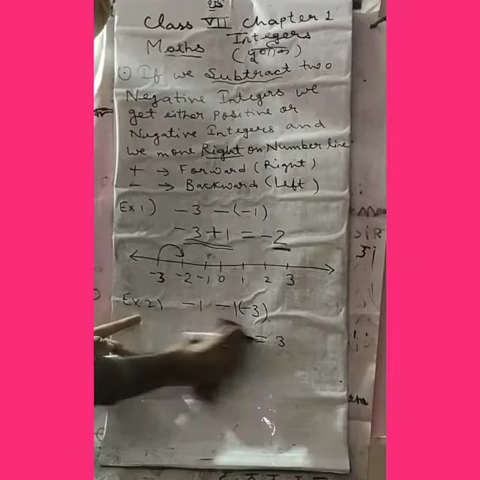 Class VII Chapter 1
Maths Integers
(पूर्णांक)
If we Subtract two
Negative Integers we
get either positive or
Negative Integers and
we move Right on Number line
+ → Forward (Right)
- → Backward (Left)
Ex 1) -3 -(-1)
-3+1 = -2
-3 -2 -1 0 1 2 3
Ex 2) -1 -1(-3)
= 3